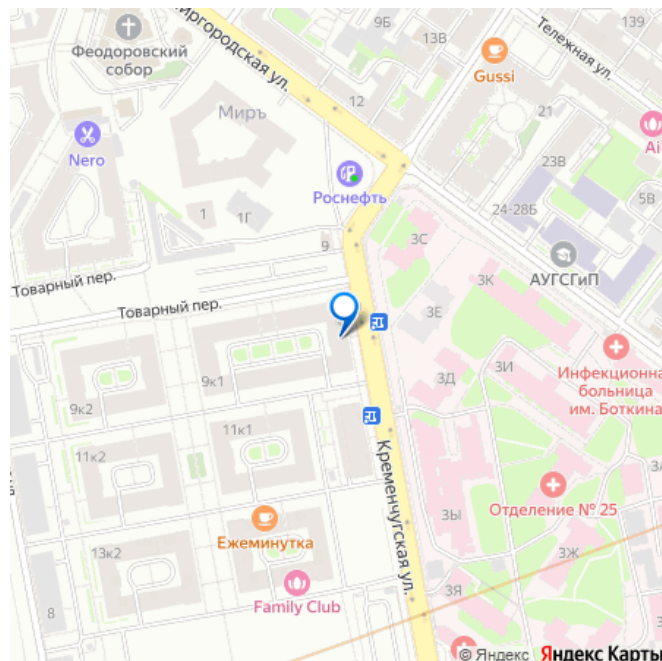 Феодоровский
собор
иргородская ул.
9Б
13В
Тележная ул.
139
Gussi
Миръ
12
21
Nero
Ai
Роснефть
23В
5В
1
1Г
24-28Б
9
3С
АУГСГиП
3К
Товарный пер.
Товарный пер.
3Е
Инфекционна
больница
им. Боткина
3Д
3И
9к1
9к2
11к1
11к2
Кременчугская ул.
3Ы
Отделение № 25
Ежеминутка
13к2
3Ж
Family Club
8
3Я
© Яндекс Яндекс Карты